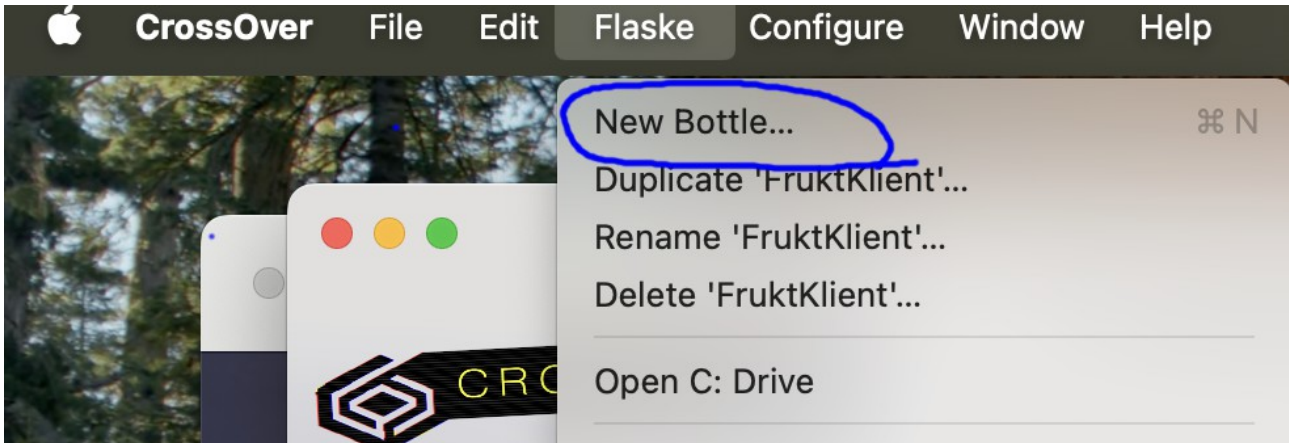 CrossOver File Edit Flaske Configure Window Help
New Bottle... ⌘ N
Duplicate 'FruktKlient'...
Rename 'FruktKlient'...
Delete 'FruktKlient'...
Open C: Drive
CRO